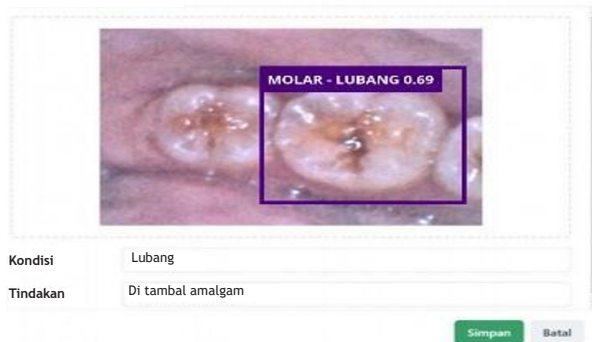 MOLAR - LUBANG 0.69
Kondisi Lubang
Tindakan Di tambal amalgam
Simpan Batal